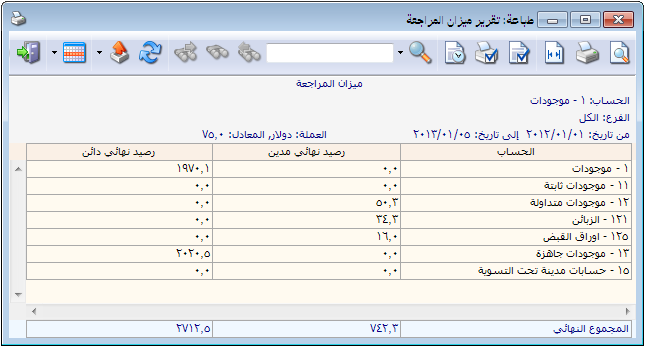 طباعة: تقرير ميزان المراجعة
ميزان المراجعة
الحساب: ١ - موجودات
الفرع: الكل
من تاريخ: ٢٠١٢/٠١/٠١ إلى تاريخ: ٢٠١٣/٠١/٠٥ العملة: دولار, المعادل: ٧٥,٠
الحساب رصيد نهائي مدين رصيد نهائي دائن
١ - موجودات ٠,٠ ١٩٧٠,١
١١ - موجودات ثابتة ٠,٠ ٠,٠
١٢ - موجودات متداولة ٥٠,٣ ٠,٠
١٢١ - الزبائن ٣٤,٣ ٠,٠
١٢٥ - اوراق القبض ١٦,٠ ٠,٠
١٣ - موجودات جاهزة ٠,٠ ٢٠٢٠,٥
١٥ - حسابات مدينة تحت التسوية ٠,٠ ٠,٠
المجموع النهائي ٧٤٢,٣ ٢٧١٢,٥